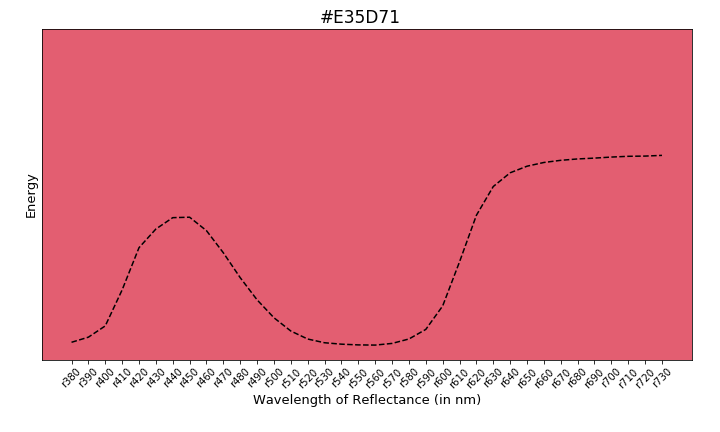 #E35D71
Energy
r380 r390 r400 r410 r420 r430 r440 r450 r460 r470 r480 r490 r500 r510 r520 r530 r540 r550 r560 r570 r580 r590 r600 r610 r620 r630 r640 r650 r660 r670 r680 r690 r700 r710 r720 r730
Wavelength of Reflectance (in nm)